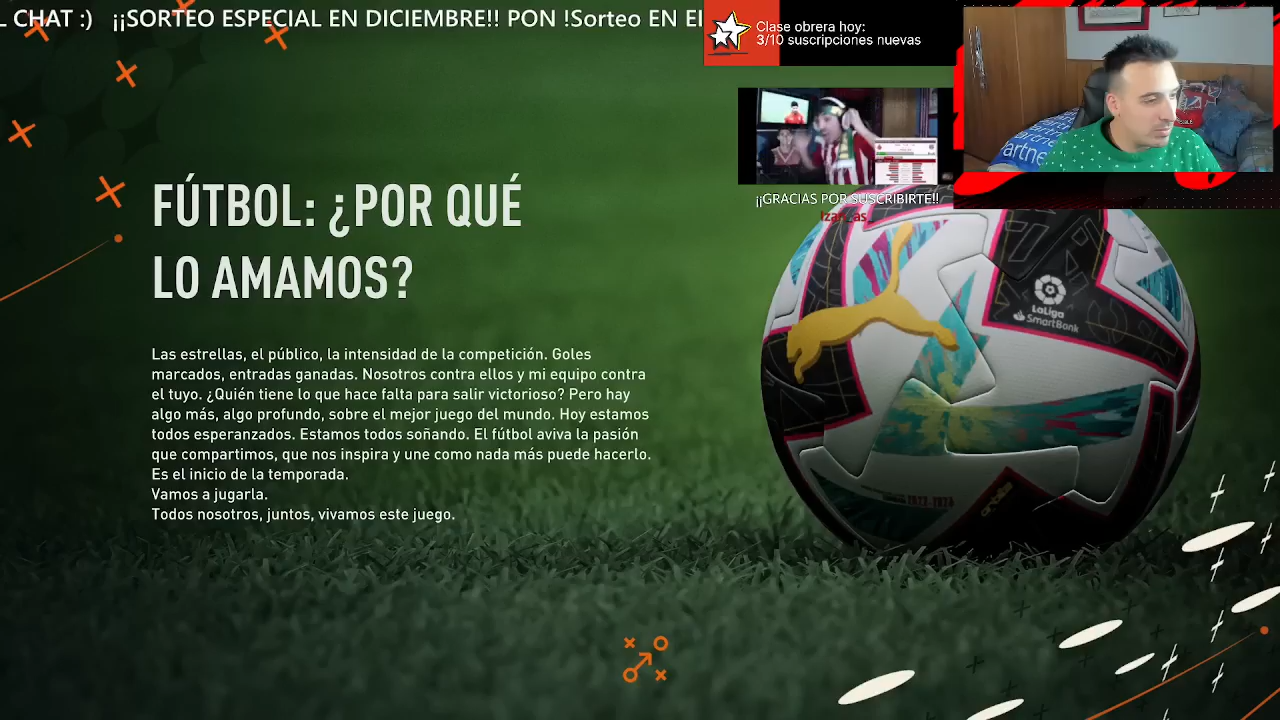 L CHAT :) ¡¡SORTEO ESPECIAL EN DICIEMBRE!! PON !Sorteo EN El
Clase obrera hoy:
3/10 suscripciones nuevas
¡¡GRACIAS POR SUSCRIBIRTE!!
FÚTBOL: ¿POR QUÉ
LO AMAMOS?
Las estrellas, el público, la intensidad de la competición. Goles
marcados, entradas ganadas. Nosotros contra ellos y mi equipo contra
el tuyo. ¿Quién tiene lo que hace falta para salir victorioso? Pero hay
algo más, algo profundo, sobre el mejor juego del mundo. Hoy estamos
todos esperanzados. Estamos todos soñando. El fútbol aviva la pasión
que compartimos, que nos inspira y une como nada más puede hacerlo.
Es el inicio de la temporada.
Vamos a jugarla.
Todos nosotros, juntos, vivamos este juego.
LaLiga
SmartBank